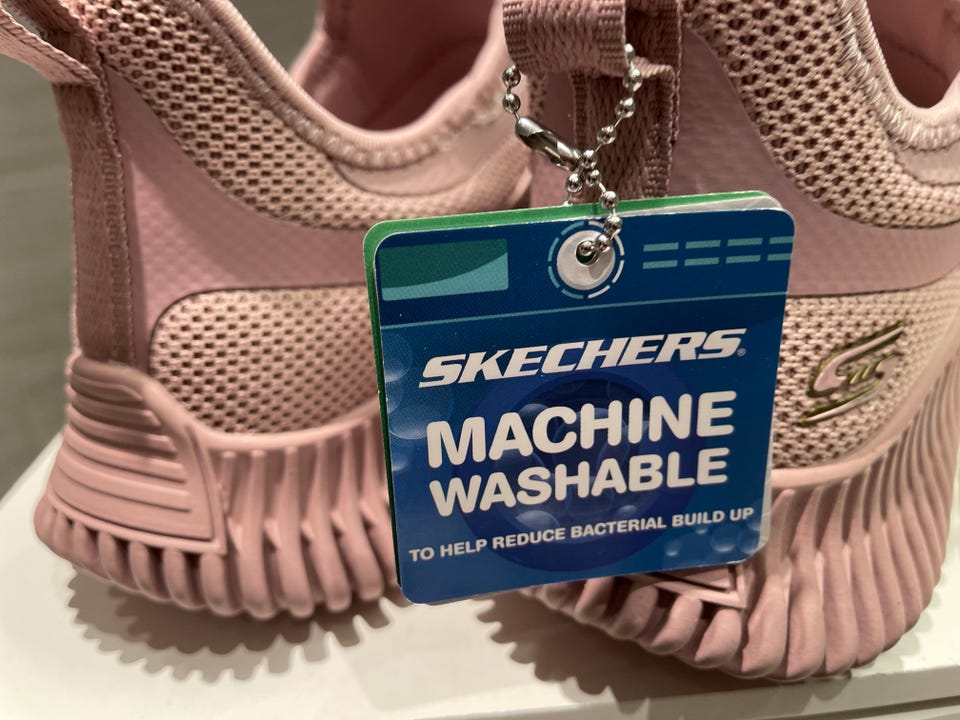 SKECHERS®
MACHINE
WASHABLE
TO HELP REDUCE BACTERIAL BUILD UP